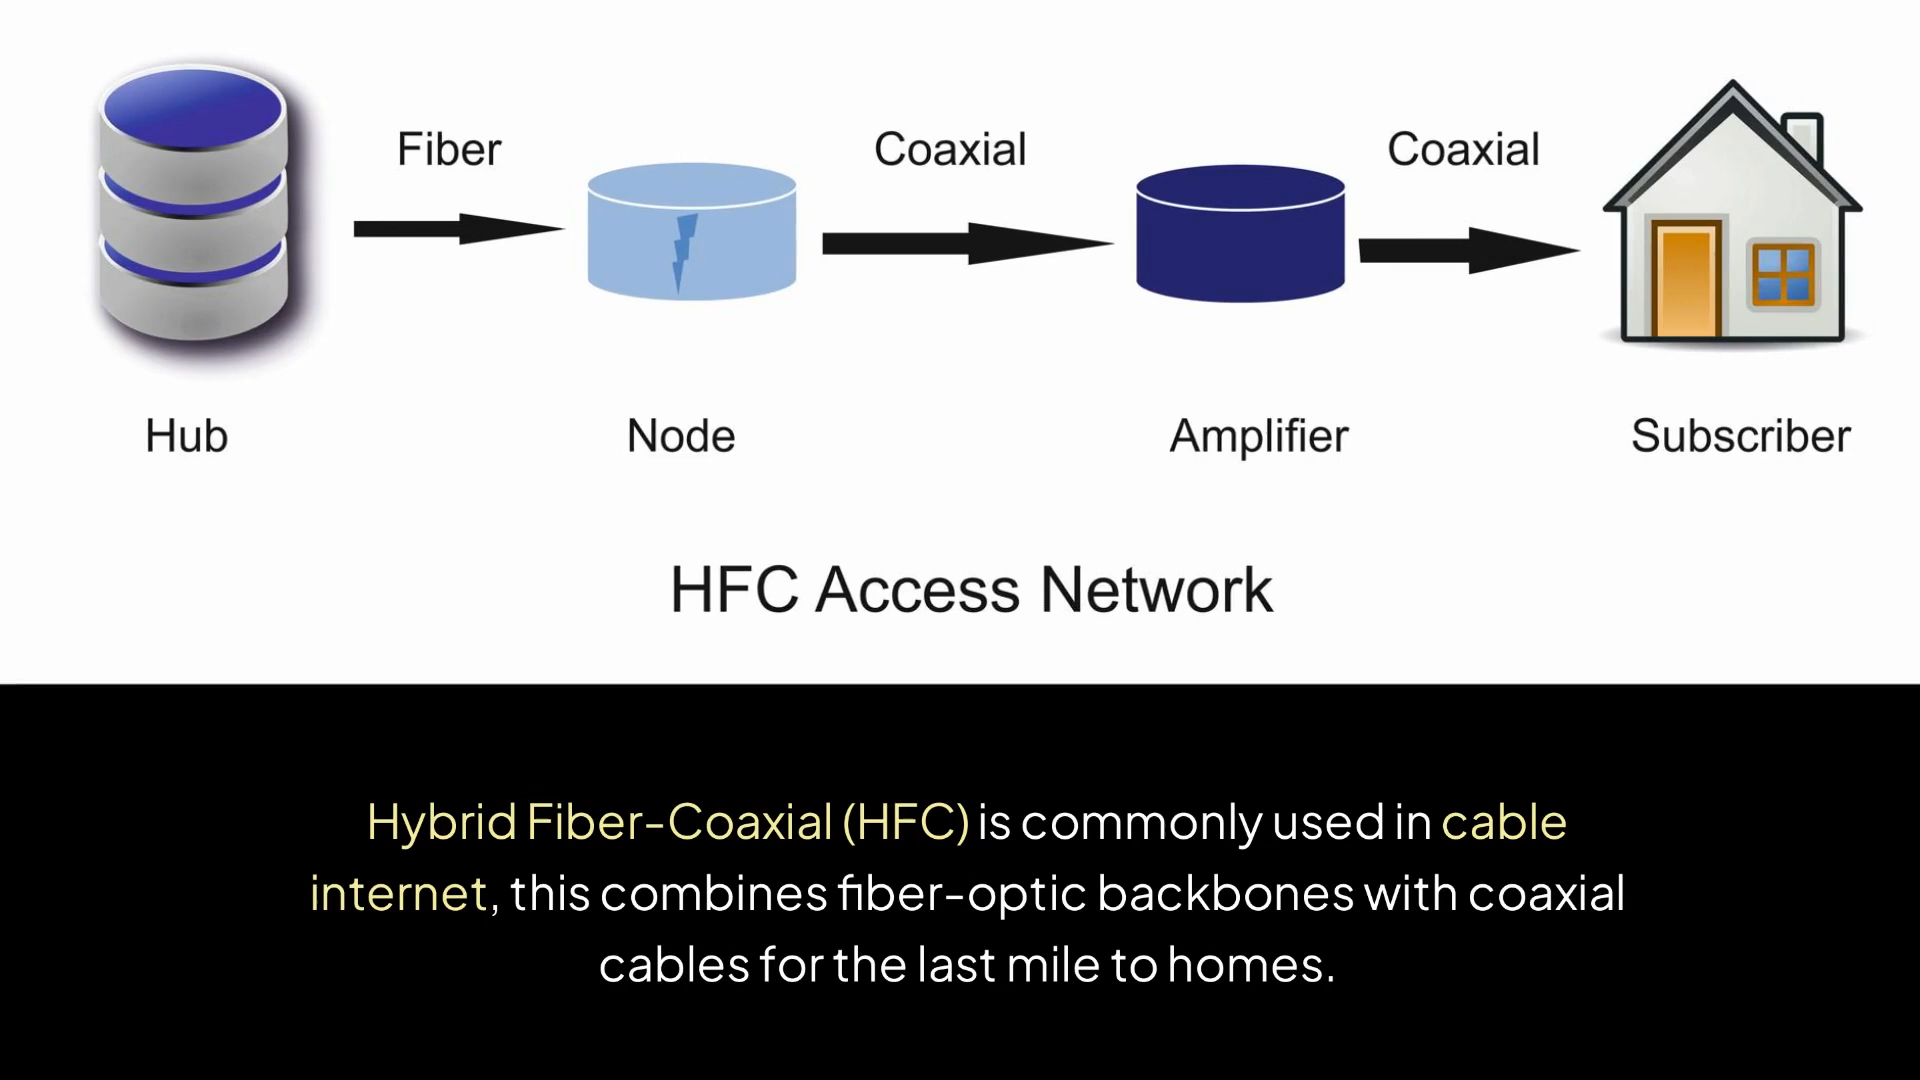 Fiber
Coaxial
Coaxial
Hub
Node
Amplifier
Subscriber
HFC Access Network
Hybrid Fiber-Coaxial (HFC) is commonly used in cable
internet, this combines fiber-optic backbones with coaxial
cables for the last mile to homes.